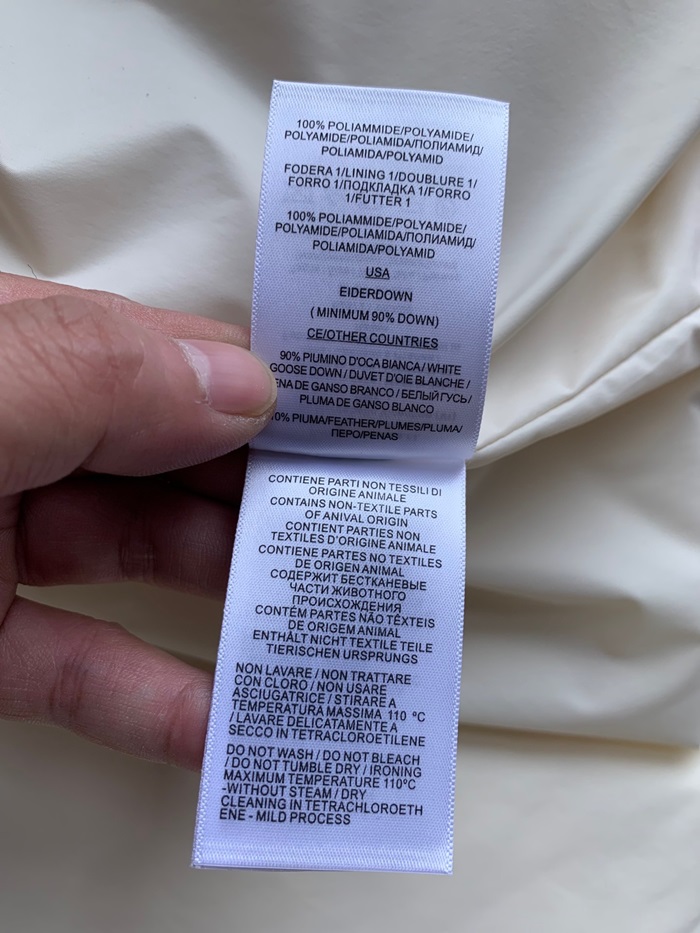 100% POLIAMMIDE/POLYAMIDE/
POLYAMIDE/POLIAMIDA/ПОЛИАМИД/
POLIAMIDA/POLYAMID
FODERA 1/LINING 1/DOUBLURE 1/
FORRO 1/ПОДКЛАДКА 1/FORRO
1/FUTTER 1
100% POLIAMMIDE/POLYAMIDE/
POLYAMIDE/POLIAMIDA/ПОЛИАМИД/
POLIAMIDA/POLYAMID
USA
EIDERDOWN
( MINIMUM 90% DOWN)
CE/OTHER COUNTRIES
90% PIUMINO D'OCA BIANCA / WHITE
GOOSE DOWN / DUVET D'OIE BLANCHE /
ENA DE GANSO BRANCO / БЕЛЫЙ ГУСЬ /
PLUMA DE GANSO BLANCO
0% PIUMA/FEATHER/PLUMES/PLUMA/
ПЕРО/PENAS
CONTIENE PARTI NON TESSILI DI
ORIGINE ANIMALE
CONTAINS NON-TEXTILE PARTS
OF ANIVAL ORIGIN
CONTIENT PARTIES NON
TEXTILES D'ORIGINE ANIMALE
CONTIENE PARTES NO TEXTILES
DE ORIGEN ANIMAL
СОДЕРЖИТ БЕСТКАНЕВЫЕ
ЧАСТИ ЖИВОТНОГО
ПРОИСХОЖДЕНИЯ
CONTÉM PARTES NÃO TÊXTEIS
DE ORIGEM ANIMAL
ENTHÄLT NICHT TEXTILE TEILE
TIERISCHEN URSPRUNGS
NON LAVARE / NON TRATTARE
CON CLORO / NON USARE
ASCIUGATRICE / STIRARE A
TEMPERATURA MASSIMA 110 °C
/ LAVARE DELICATAMENTE A
SECCO IN TETRACLOROETILENE
DO NOT WASH / DO NOT BLEACH
/ DO NOT TUMBLE DRY / IRONING
MAXIMUM TEMPERATURE 110°C
-WITHOUT STEAM / DRY
CLEANING IN TETRACHLOROETH
ENE - MILD PROCESS